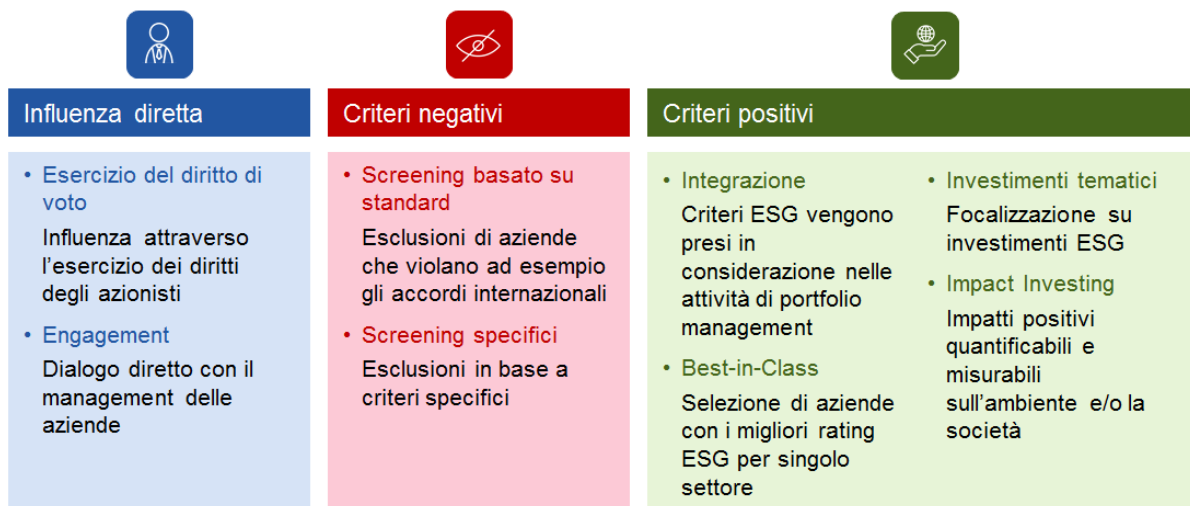 Influenza diretta
• Esercizio del diritto di
voto
Influenza attraverso
l'esercizio dei diritti
degli azionisti
• Engagement
Dialogo diretto con il
management delle
aziende
Criteri negativi
• Screening basato su
standard
Esclusioni di aziende
che violano ad esempio
gli accordi internazionali
• Screening specifici
Esclusioni in base a
criteri specifici
Criteri positivi
• Integrazione
Criteri ESG vengono
presi in
considerazione nelle
attività di portfolio
management
• Best-in-Class
Selezione di aziende
con i migliori rating
ESG per singolo
settore
• Investimenti tematici
Focalizzazione su
investimenti ESG
• Impact Investing
Impatti positivi
quantificabili e
misurabili
sull'ambiente e/o la
società